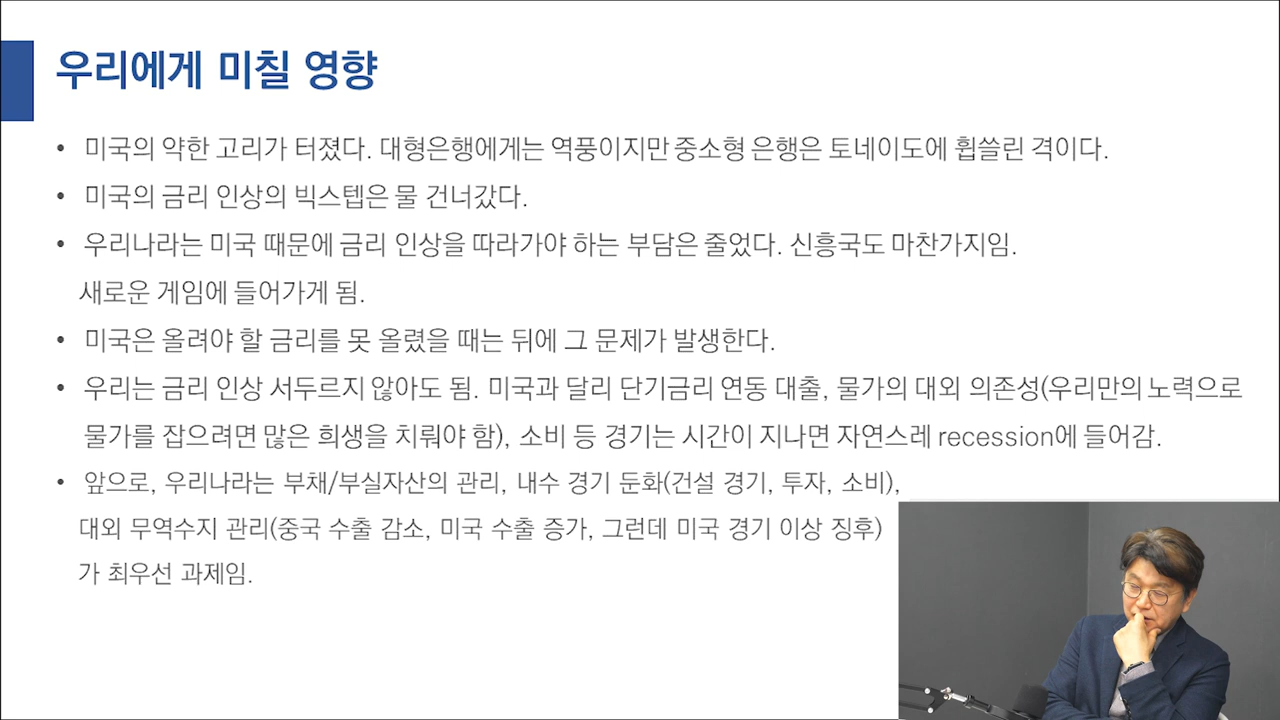 우리에게 미칠 영향
• 미국의 약한 고리가 터졌다. 대형은행에게는 역풍이지만 중소형 은행은 토네이도에 휩쓸린 격이다.
• 미국의 금리 인상의 빅스텝은 물 건너갔다.
• 우리나라는 미국 때문에 금리 인상을 따라가야 하는 부담은 줄었다. 신흥국도 마찬가지임.
새로운 게임에 들어가게 됨.
• 미국은 올려야 할 금리를 못 올렸을 때는 뒤에 그 문제가 발생한다.
• 우리는 금리 인상 서두르지 않아도 됨. 미국과 달리 단기금리 연동 대출, 물가의 대외 의존성(우리만의 노력으로
물가를 잡으려면 많은 희생을 치뤄야 함), 소비 등 경기는 시간이 지나면 자연스레 recession에 들어감.
• 앞으로, 우리나라는 부채/부실자산의 관리, 내수 경기 둔화(건설 경기, 투자, 소비),
대외 무역수지 관리(중국 수출 감소, 미국 수출 증가, 그런데 미국 경기 이상 징후)
가 최우선 과제임.